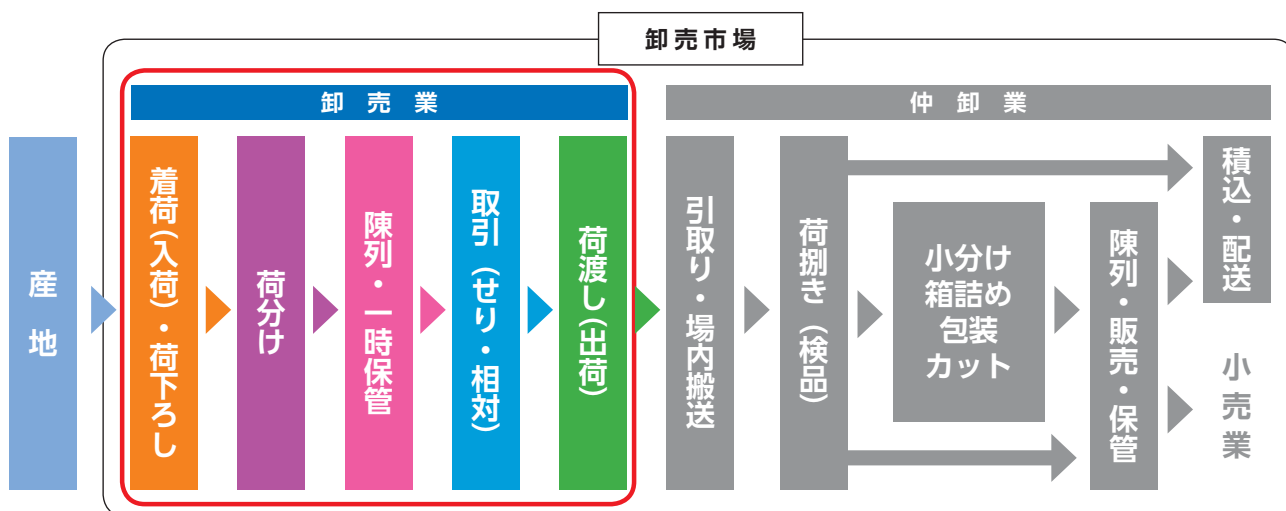 卸売市場
卸売業
仲卸業
産地
着荷(入荷)・荷下ろし
荷分け
陳列・一時保管
取引(せり・相対)
荷渡し(出荷)
引取り・場内搬送
荷捌き(検品)
小分け
箱詰め
包装
カット
陳列・販売・保管
積込・配送
小売業